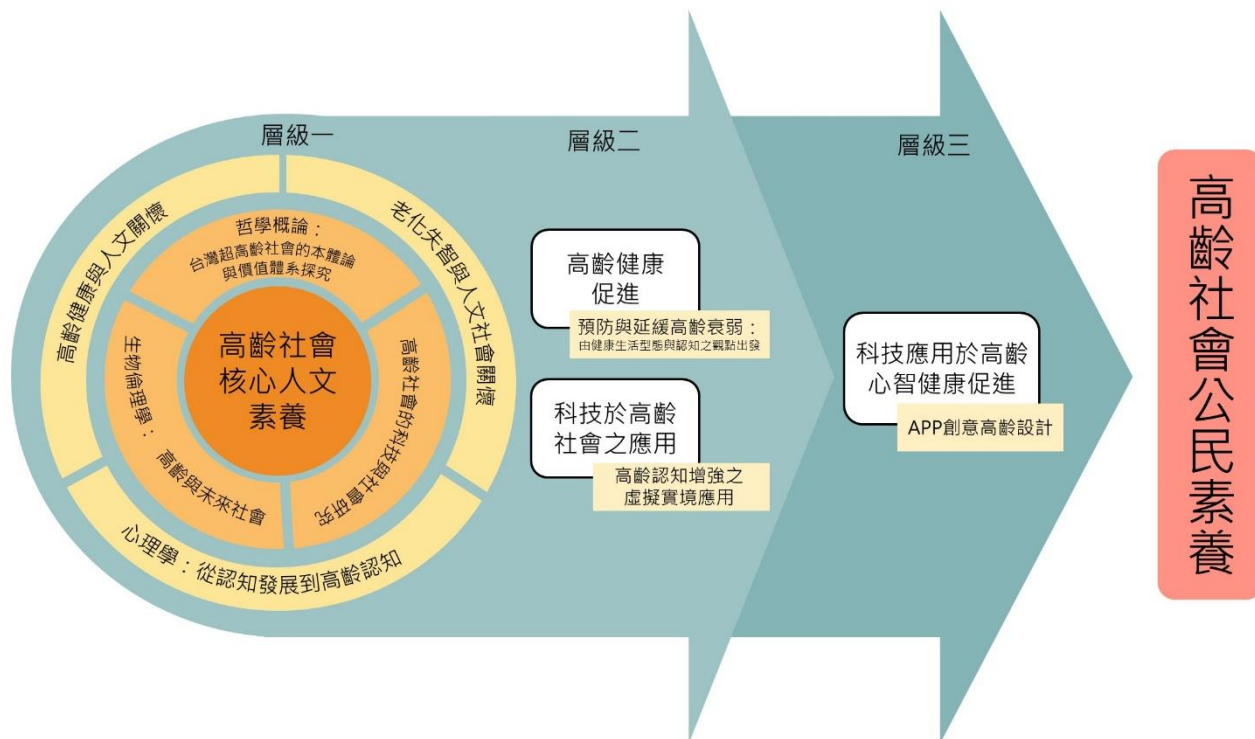 層級一
高齡健康與人文關懷
老化失智與人文社會關懷
心理學：從認知發展到高齡認知
哲學概論：
台灣超高齡社會的本體論
與價值體系探究
生物倫理學：高齡與未來社會
高齡社會的科技與社會研究
高齡社會
核心人文
素養
層級二
高齡健康
促進
預防與延緩高齡衰弱：
由健康生活型態與認知之觀點出發
科技於高齡
社會之應用
高齡認知增強之
虛擬實境應用
層級三
科技應用於高齡
心智健康促進
APP創意高齡設計
高齡社會公民素養